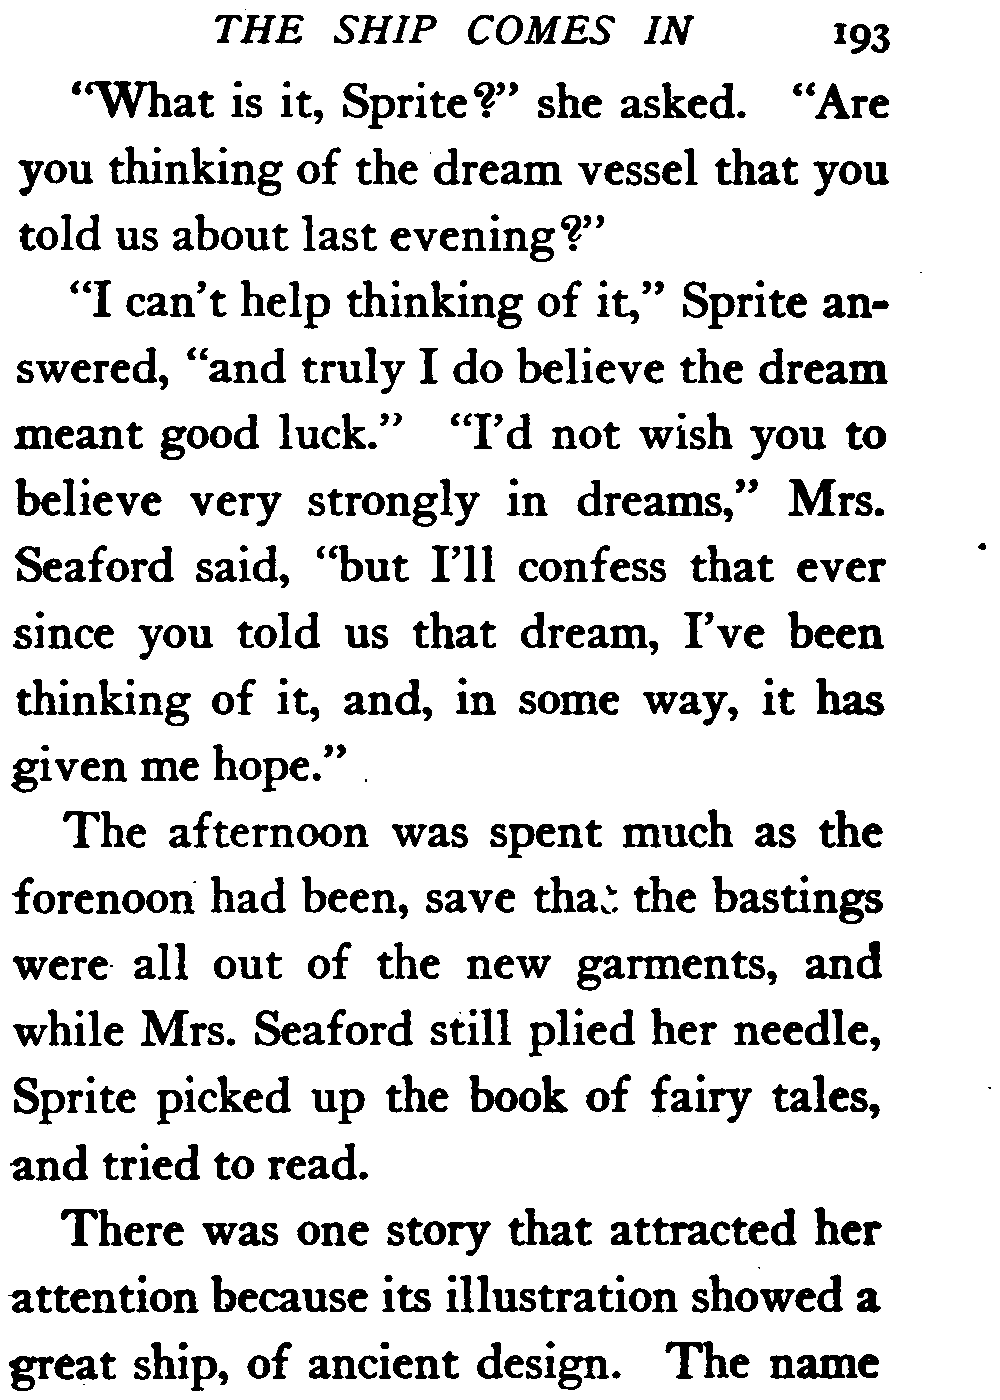 THE SHIP COMES IN 193
“What is it, Sprite?” she asked. “Are
you thinking of the dream vessel that you
told us about last evening?”
“I can’t help thinking of it,” Sprite an-
swered, “and truly I do believe the dream
meant good luck.” “I’d not wish you to
believe very strongly in dreams,” Mrs.
Seaford said, “but I’ll confess that ever
since you told us that dream, I’ve been
thinking of it, and, in some way, it has
given me hope.”
The afternoon was spent much as the
forenoon had been, save that the bastings
were all out of the new garments, and
while Mrs. Seaford still plied her needle,
Sprite picked up the book of fairy tales,
and tried to read.
There was one story that attracted her
attention because its illustration showed a
great ship, of ancient design. The name